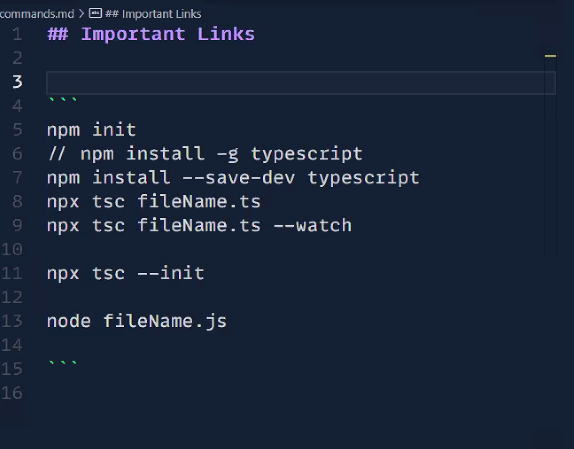 commands.md > ## Important Links
1 ## Important Links
2
3
4 ```
5 npm init
6 // npm install -g typescript
7 npm install --save-dev typescript
8 npx tsc fileName.ts
9 npx tsc fileName.ts --watch
10
11 npx tsc --init
12
13 node fileName.js
14
15 ```
16